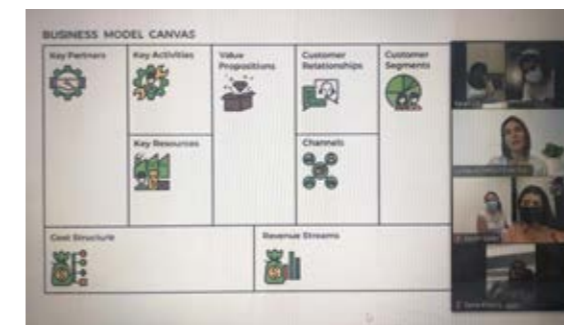 BUSINESS MODEL CANVAS
Key Partners
Key Activities
Value
Propositions
Customer
Relationships
Customer
Segments
Key Resources
Channels
Cost Structure
Revenue Streams